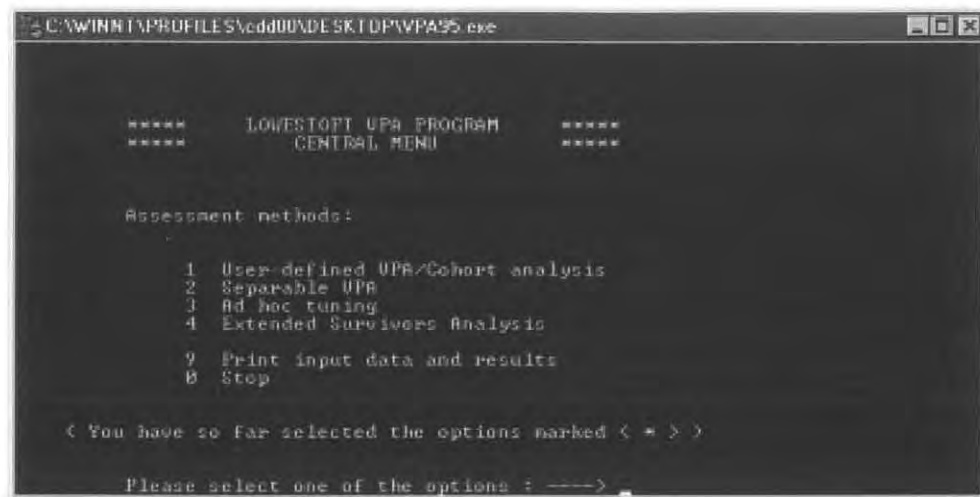 C:\WINNT\PROFILES\cdd00\DESKTOP\VPA95.exe
***** LOWESTOFT VPA PROGRAM *****
***** CENTRAL MENU *****
Assessment methods:
1 User-defined VPA/Cohort analysis
2 Separable VPA
3 Ad hoc tuning
4 Extended Survivors Analysis
9 Print input data and results
0 Stop
( You have so far selected the options marked ( * ) )
Please select one of the options : ---->